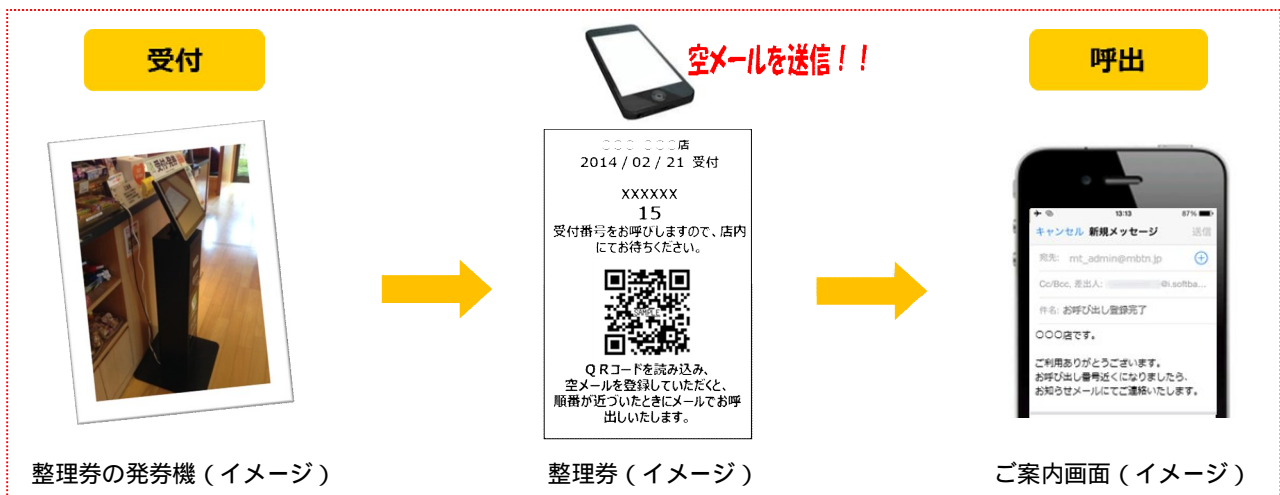 受付
空メールを送信！！
呼出
受付・発券
〇〇〇 〇〇〇店
2014 / 02 / 21 受付
XXXXXX
15
受付番号をお呼びしますので、店内
にてお待ちください。
SAMPLE
QRコードを読み込み、
空メールを登録していただくと、
順番が近づいたときにメールでお呼
出しいたします。
13:13
87%
キャンセル 新規メッセージ 送信
宛先: mt_admin@mbtn.jp
Cc/Bcc, 差出人: @i.softba...
件名: お呼び出し登録完了
〇〇〇店です。
ご利用ありがとうございます。
お呼び出し番号近くになりましたら、
お知らせメールにてご連絡いたします。
整理券の発券機（イメージ）
整理券（イメージ）
ご案内画面（イメージ）